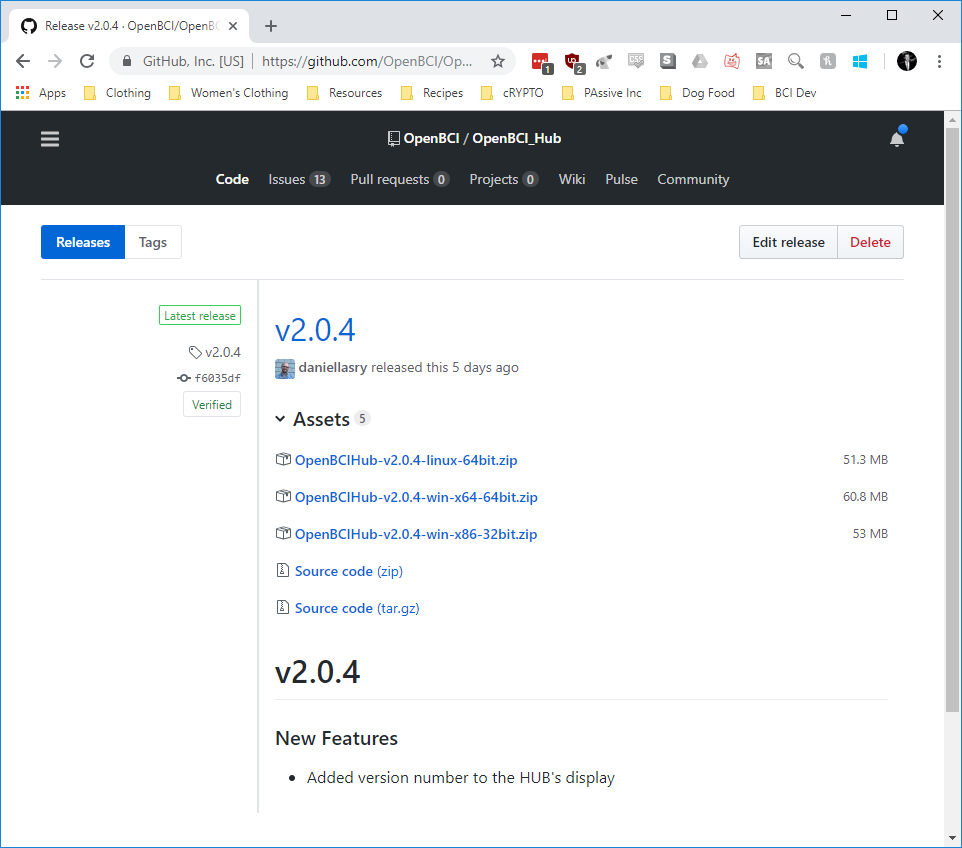 Release v2.0.4 · OpenBCI/OpenBC
GitHub, Inc. [US] | https://github.com/OpenBCI/Op...
1 2 CSS S SA h
Apps Clothing Women's Clothing Resources Recipes cRYPTO PAssive Inc Dog Food BCI Dev
OpenBCI / OpenBCI_Hub
Code Issues 13 Pull requests 0 Projects 0 Wiki Pulse Community
Releases Tags Edit release Delete
Latest release
v2.0.4
f6035df
Verified
v2.0.4
daniellasry released this 5 days ago
Assets 5
OpenBCIHub-v2.0.4-linux-64bit.zip 51.3 MB
OpenBCIHub-v2.0.4-win-x64-64bit.zip 60.8 MB
OpenBCIHub-v2.0.4-win-x86-32bit.zip 53 MB
Source code (zip)
Source code (tar.gz)
v2.0.4
New Features
• Added version number to the HUB's display